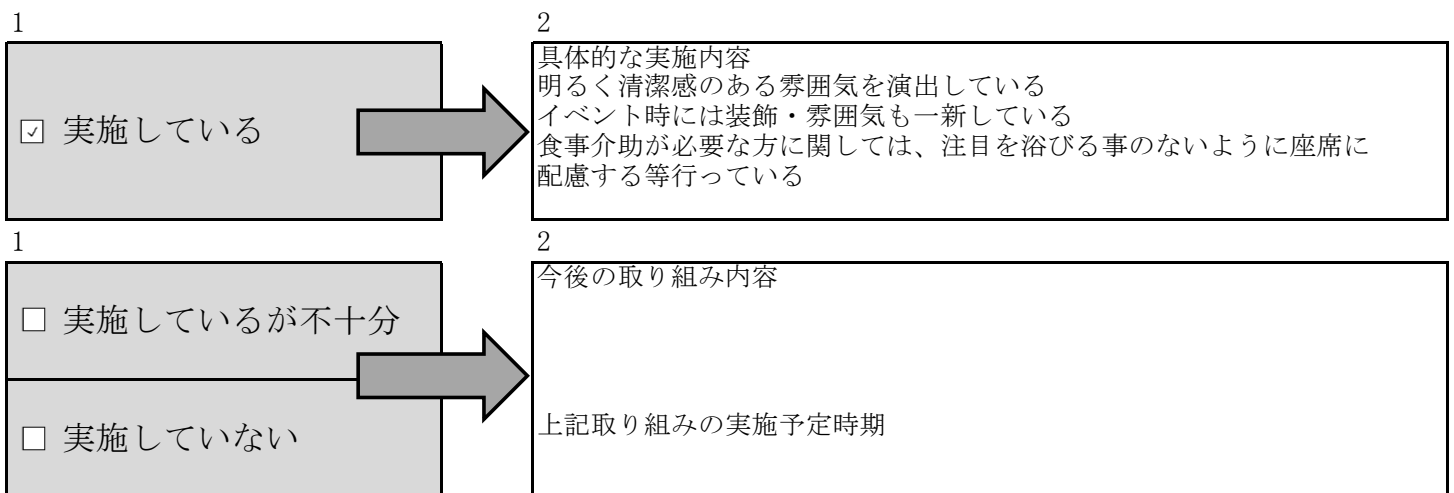 1
2
☑ 実施している
具体的な実施内容
明るく清潔感のある雰囲気を演出している
イベント時には装飾・雰囲気も一新している
食事介助が必要な方に関しては、注目を浴びる事のないように座席に
配慮する等行っている
1
2
☐ 実施しているが不十分
☐ 実施していない
今後の取り組み内容
上記取り組みの実施予定時期